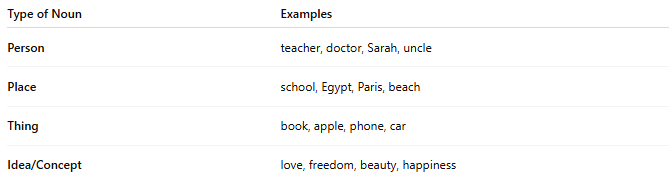 Type of Noun Examples
Person teacher, doctor, Sarah, uncle
Place school, Egypt, Paris, beach
Thing book, apple, phone, car
Idea/Concept love, freedom, beauty, happiness